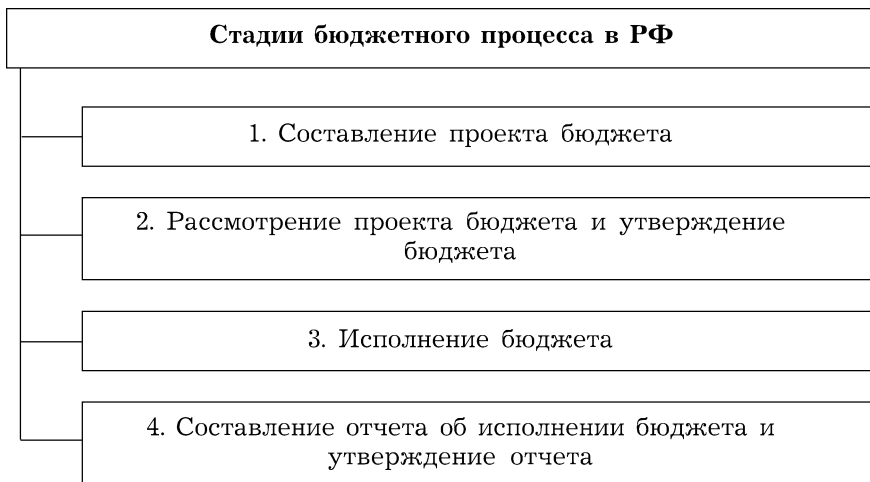 Стадии бюджетного процесса в РФ
1. Составление проекта бюджета
2. Рассмотрение проекта бюджета и утверждение
бюджета
3. Исполнение бюджета
4. Составление отчета об исполнении бюджета и
утверждение отчета